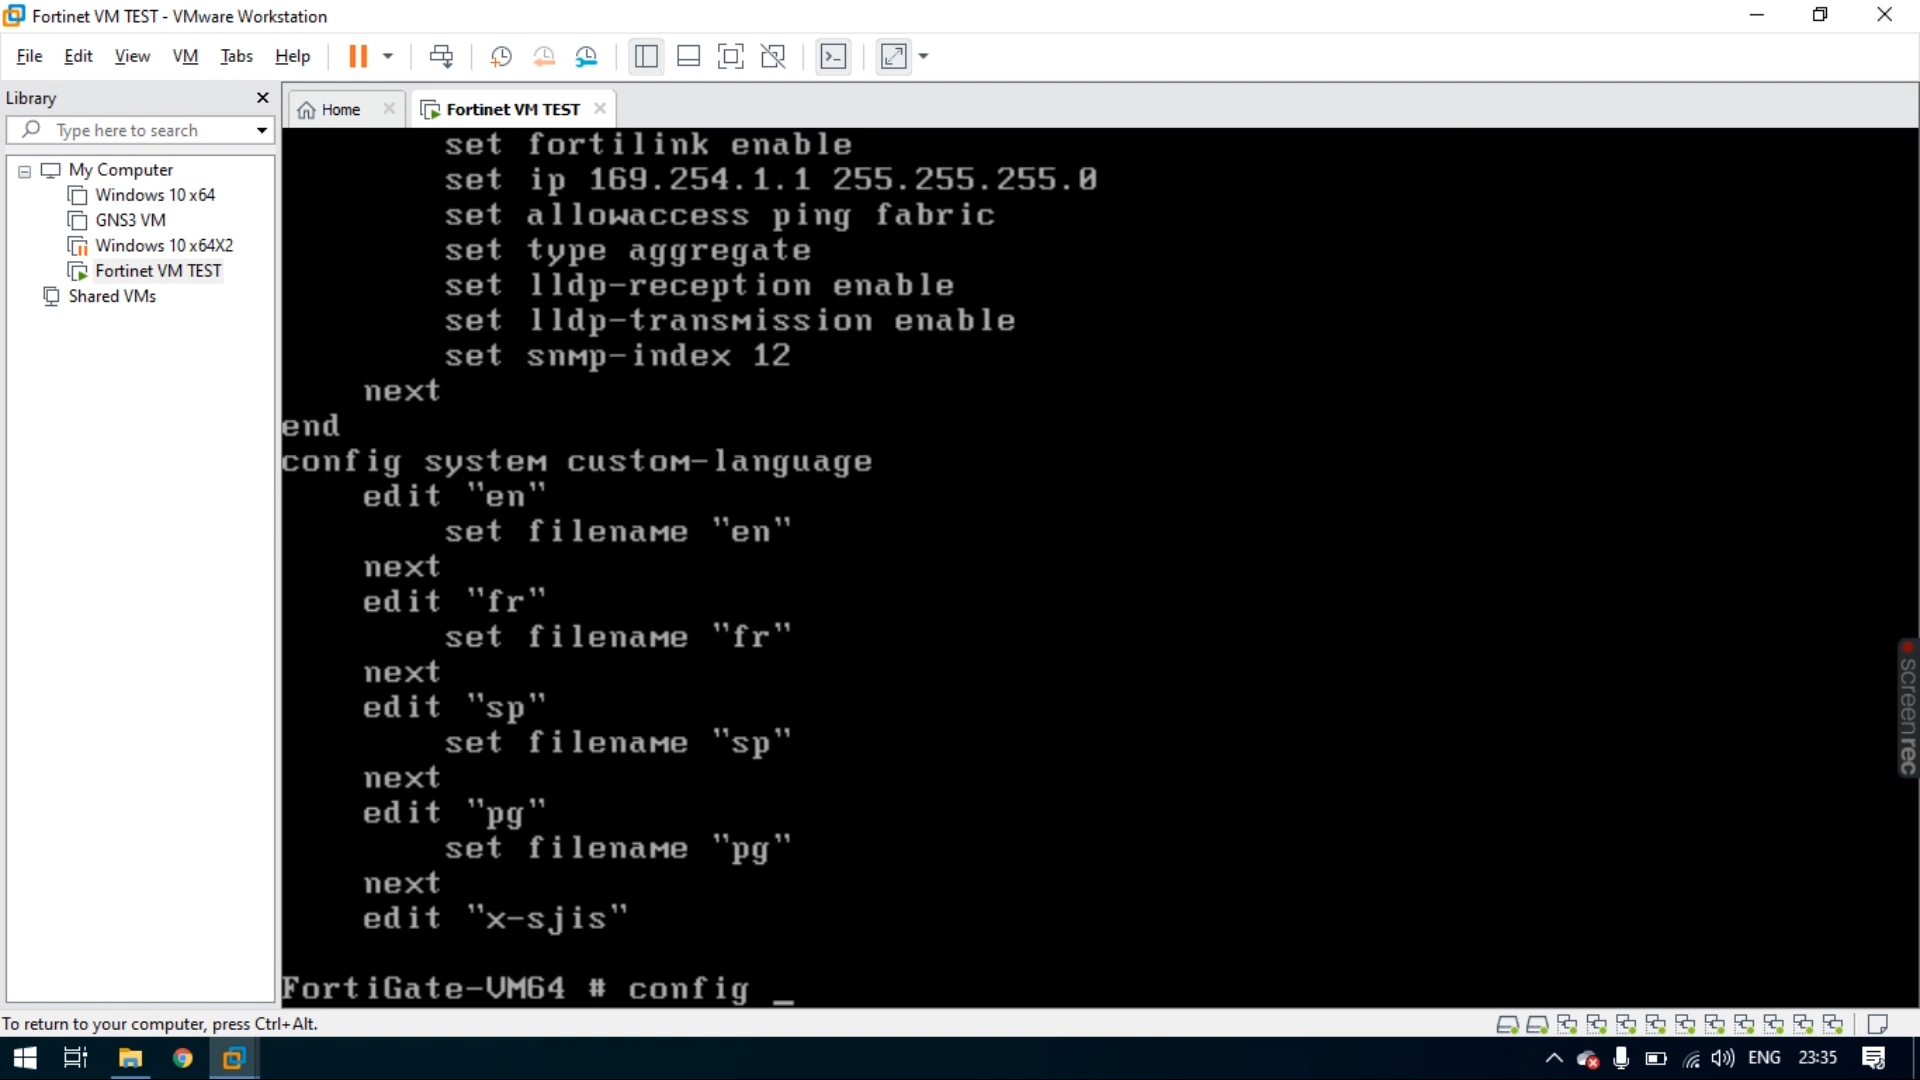 Fortinet VM TEST - VMware Workstation
File Edit View VM Tabs Help
Library
Type here to search
My Computer
Windows 10 x64
GNS3 VM
Windows 10 x64X2
Fortinet VM TEST
Shared VMs
Home
Fortinet VM TEST
set fortilink enable
set ip 169.254.1.1 255.255.255.0
set allowaccess ping fabric
set type aggregate
set lldp-reception enable
set lldp-transmission enable
set snmp-index 12
next
end
config system custom-language
edit "en"
set filename "en"
next
edit "fr"
set filename "fr"
next
edit "sp"
set filename "sp"
next
edit "pg"
set filename "pg"
next
edit "x-sjis"
FortiGate-VM64 # config _
screenrec
To return to your computer, press Ctrl+Alt.
ENG 23:35